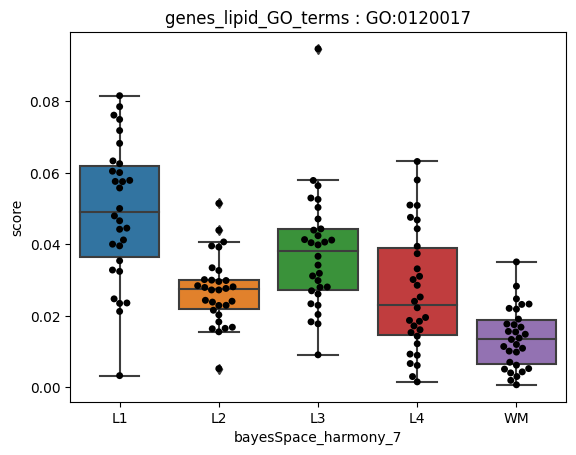 genes_lipid_GO_terms : GO:0120017
score
0.08
0.06
0.04
0.02
0.00
L1 L2 L3 L4 WM
bayesSpace_harmony_7